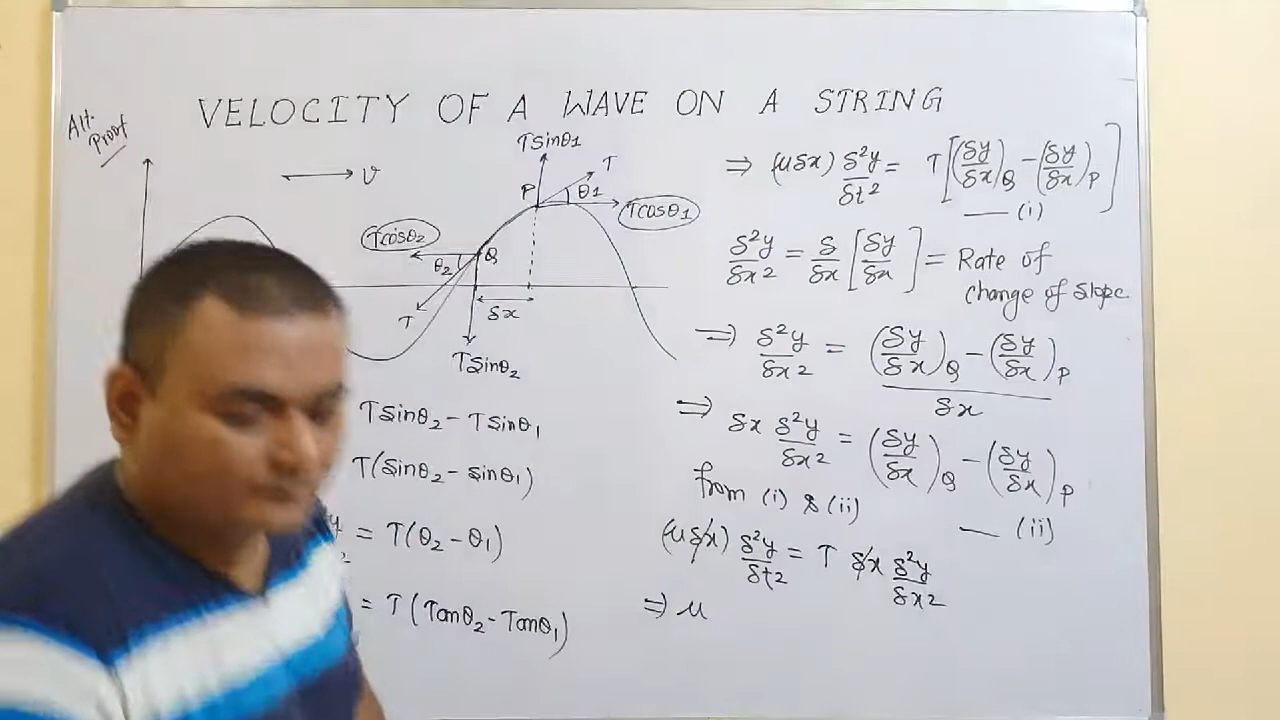 VELOCITY OF A WAVE ON A STRING
Alt.
Proof
v
T Sinθ1
T
P
θ1
Tcosθ1
Tcosθ2
Q
θ2
T
δx
TSinθ2
TSinθ2 - TSinθ1
T(Sinθ2 - Sinθ1)
= T(θ2 - θ1)
= T(Tanθ2 - Tanθ1)
⇒ (μδx) δ²y/δt² = T[(δy/δx)Q - (δy/δx)P]
— (i)
δ²y/δx² = δ/δx [δy/δx] = Rate of
change of slope
⇒ δ²y/δx² = ((δy/δx)Q - (δy/δx)P)/δx
⇒ δx δ²y/δx² = (δy/δx)Q - (δy/δx)P
from (i) & (ii)
— (ii)
(μδx) δ²y/δt² = T δx δ²y/δx²
⇒ μ